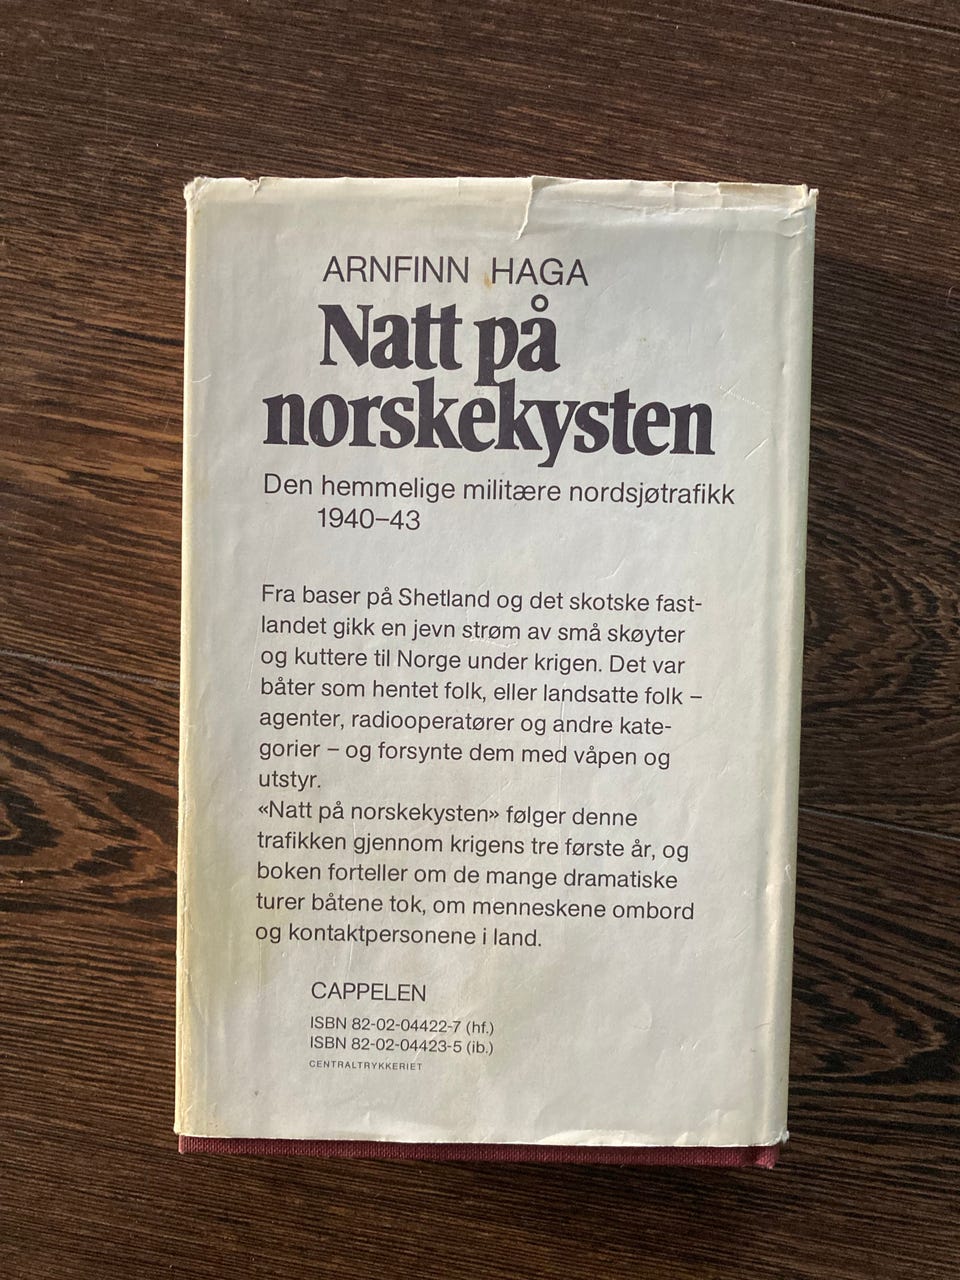 ARNFINN HAGA
Natt på
norskekysten
Den hemmelige militære nordsjøtrafikk
1940–43
Fra baser på Shetland og det skotske fast-
landet gikk en jevn strøm av små skøyter
og kuttere til Norge under krigen. Det var
båter som hentet folk, eller landsatte folk –
agenter, radiooperatører og andre kate-
gorier – og forsynte dem med våpen og
utstyr.
«Natt på norskekysten» følger denne
trafikken gjennom krigens tre første år, og
boken forteller om de mange dramatiske
turer båtene tok, om menneskene ombord
og kontaktpersonene i land.
CAPPELEN
ISBN 82-02-04422-7 (hf.)
ISBN 82-02-04423-5 (ib.)
CENTRALTRYKKERIET